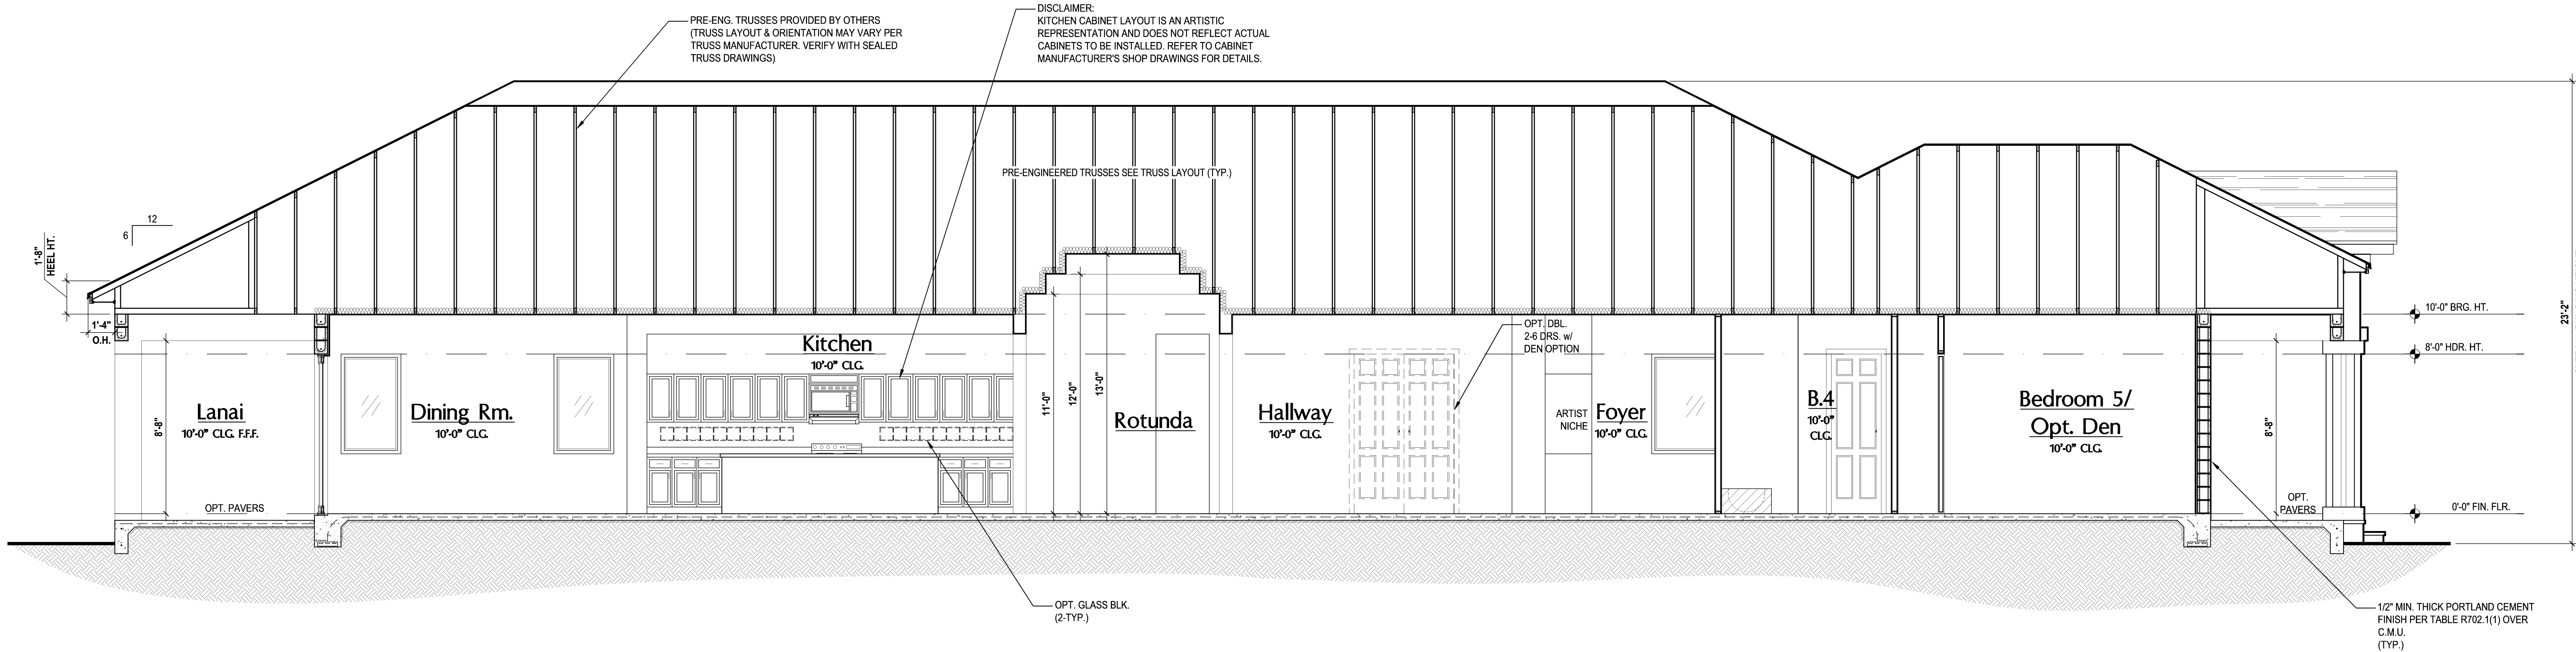 PRE-ENG. TRUSSES PROVIDED BY OTHERS
(TRUSS LAYOUT & ORIENTATION MAY VARY PER
TRUSS MANUFACTURER. VERIFY WITH SEALED
TRUSS DRAWINGS)
DISCLAIMER:
KITCHEN CABINET LAYOUT IS AN ARTISTIC
REPRESENTATION AND DOES NOT REFLECT ACTUAL
CABINETS TO BE INSTALLED. REFER TO CABINET
MANUFACTURER'S SHOP DRAWINGS FOR DETAILS.
PRE-ENGINEERED TRUSSES SEE TRUSS LAYOUT (TYP.)
12
6
1'-8"
HEEL HT.
1'-4"
O.H.
8'-8"
Lanai
10'-0" CLG. F.F.F.
OPT. PAVERS
Dining Rm.
10'-0" CLG.
Kitchen
10'-0" CLG.
11'-0"
12'-0"
13'-0"
Rotunda
Hallway
10'-0" CLG.
OPT. DBL.
2-6 DRS. w/
DEN OPTION
ARTIST
NICHE
Foyer
10'-0" CLG.
B.4
10'-0"
CLG.
Bedroom 5/
Opt. Den
10'-0" CLG.
8'-8"
OPT.
PAVERS
10'-0" BRG. HT.
8'-0" HDR. HT.
0'-0" FIN. FLR.
23'-2"
OPT. GLASS BLK.
(2-TYP.)
1/2" MIN. THICK PORTLAND CEMENT
FINISH PER TABLE R702.1(1) OVER
C.M.U.
(TYP.)